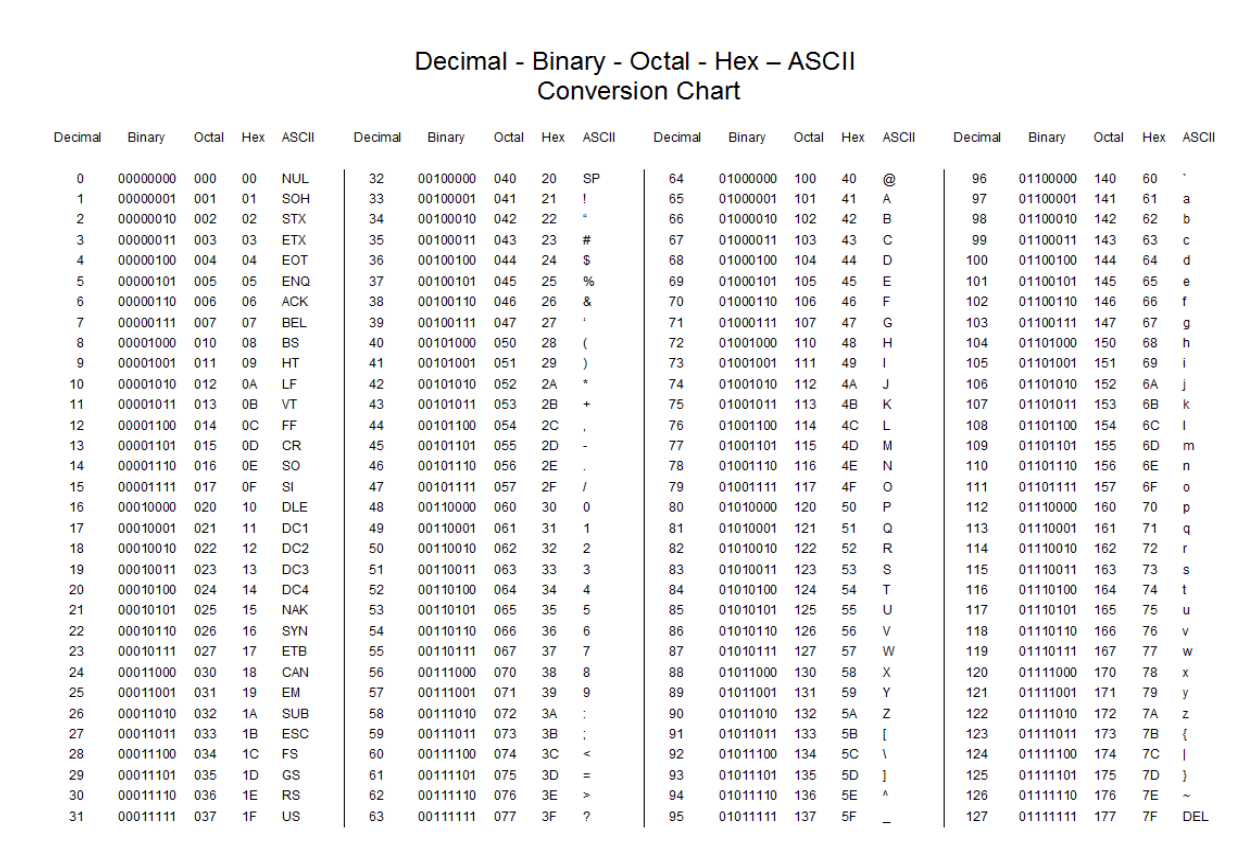 Decimal - Binary - Octal - Hex – ASCII
Conversion Chart
Decimal Binary Octal Hex ASCII Decimal Binary Octal Hex ASCII Decimal Binary Octal Hex ASCII Decimal Binary Octal Hex ASCII
0 00000000 000 00 NUL 32 00100000 040 20 SP 64 01000000 100 40 @ 96 01100000 140 60 `
1 00000001 001 01 SOH 33 00100001 041 21 ! 65 01000001 101 41 A 97 01100001 141 61 a
2 00000010 002 02 STX 34 00100010 042 22 “ 66 01000010 102 42 B 98 01100010 142 62 b
3 00000011 003 03 ETX 35 00100011 043 23 # 67 01000011 103 43 C 99 01100011 143 63 c
4 00000100 004 04 EOT 36 00100100 044 24 $ 68 01000100 104 44 D 100 01100100 144 64 d
5 00000101 005 05 ENQ 37 00100101 045 25 % 69 01000101 105 45 E 101 01100101 145 65 e
6 00000110 006 06 ACK 38 00100110 046 26 & 70 01000110 106 46 F 102 01100110 146 66 f
7 00000111 007 07 BEL 39 00100111 047 27 ‘ 71 01000111 107 47 G 103 01100111 147 67 g
8 00001000 010 08 BS 40 00101000 050 28 ( 72 01001000 110 48 H 104 01101000 150 68 h
9 00001001 011 09 HT 41 00101001 051 29 ) 73 01001001 111 49 I 105 01101001 151 69 i
10 00001010 012 0A LF 42 00101010 052 2A * 74 01001010 112 4A J 106 01101010 152 6A j
11 00001011 013 0B VT 43 00101011 053 2B + 75 01001011 113 4B K 107 01101011 153 6B k
12 00001100 014 0C FF 44 00101100 054 2C , 76 01001100 114 4C L 108 01101100 154 6C l
13 00001101 015 0D CR 45 00101101 055 2D - 77 01001101 115 4D M 109 01101101 155 6D m
14 00001110 016 0E SO 46 00101110 056 2E . 78 01001110 116 4E N 110 01101110 156 6E n
15 00001111 017 0F SI 47 00101111 057 2F / 79 01001111 117 4F O 111 01101111 157 6F o
16 00010000 020 10 DLE 48 00110000 060 30 0 80 01010000 120 50 P 112 01110000 160 70 p
17 00010001 021 11 DC1 49 00110001 061 31 1 81 01010001 121 51 Q 113 01110001 161 71 q
18 00010010 022 12 DC2 50 00110010 062 32 2 82 01010010 122 52 R 114 01110010 162 72 r
19 00010011 023 13 DC3 51 00110011 063 33 3 83 01010011 123 53 S 115 01110011 163 73 s
20 00010100 024 14 DC4 52 00110100 064 34 4 84 01010100 124 54 T 116 01110100 164 74 t
21 00010101 025 15 NAK 53 00110101 065 35 5 85 01010101 125 55 U 117 01110101 165 75 u
22 00010110 026 16 SYN 54 00110110 066 36 6 86 01010110 126 56 V 118 01110110 166 76 v
23 00010111 027 17 ETB 55 00110111 067 37 7 87 01010111 127 57 W 119 01110111 167 77 w
24 00011000 030 18 CAN 56 00111000 070 38 8 88 01011000 130 58 X 120 01111000 170 78 x
25 00011001 031 19 EM 57 00111001 071 39 9 89 01011001 131 59 Y 121 01111001 171 79 y
26 00011010 032 1A SUB 58 00111010 072 3A : 90 01011010 132 5A Z 122 01111010 172 7A z
27 00011011 033 1B ESC 59 00111011 073 3B ; 91 01011011 133 5B [ 123 01111011 173 7B {
28 00011100 034 1C FS 60 00111100 074 3C < 92 01011100 134 5C \ 124 01111100 174 7C |
29 00011101 035 1D GS 61 00111101 075 3D = 93 01011101 135 5D ] 125 01111101 175 7D }
30 00011110 036 1E RS 62 00111110 076 3E > 94 01011110 136 5E ^ 126 01111110 176 7E ~
31 00011111 037 1F US 63 00111111 077 3F ? 95 01011111 137 5F _ 127 01111111 177 7F DEL